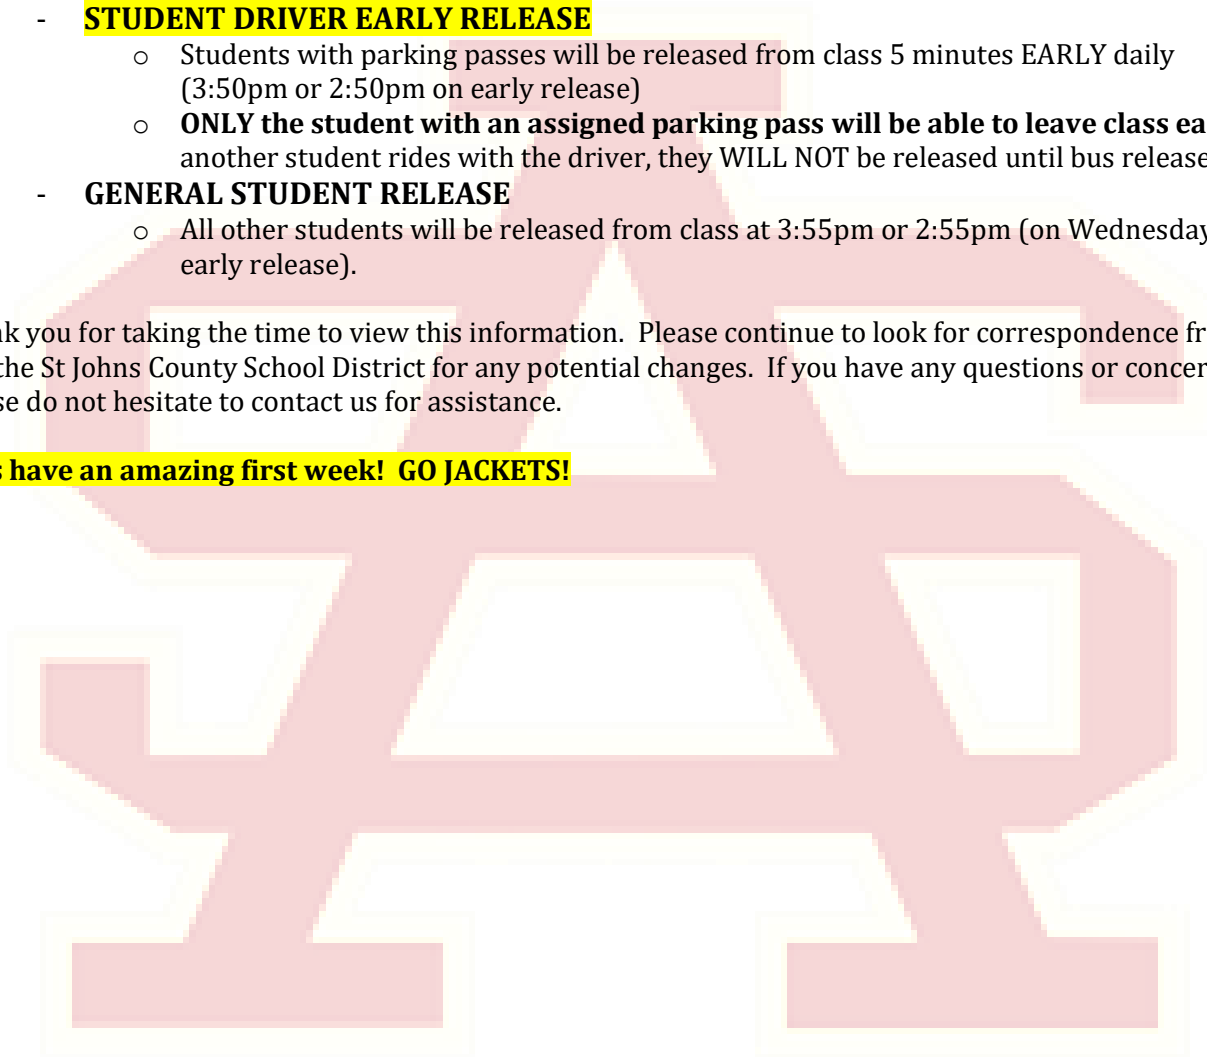 - STUDENT DRIVER EARLY RELEASE
o Students with parking passes will be released from class 5 minutes EARLY daily
(3:50pm or 2:50pm on early release)
o ONLY the student with an assigned parking pass will be able to leave class ea
another student rides with the driver, they WILL NOT be released until bus release
- GENERAL STUDENT RELEASE
o All other students will be released from class at 3:55pm or 2:55pm (on Wednesday
early release).
nk you for taking the time to view this information. Please continue to look for correspondence fr
the St Johns County School District for any potential changes. If you have any questions or concer
se do not hesitate to contact us for assistance.
s have an amazing first week! GO JACKETS!